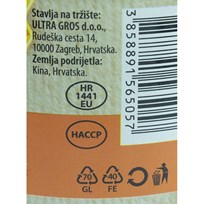 Stavlja na tržište:
ULTRA GROS d.o.o.,
Rudeška cesta 14,
10000 Zagreb, Hrvatska.
Zemlja podrijetla:
Kina, Hrvatska.
HR
1441
EU
HACCP
70
GL
40
FE
3858891565057